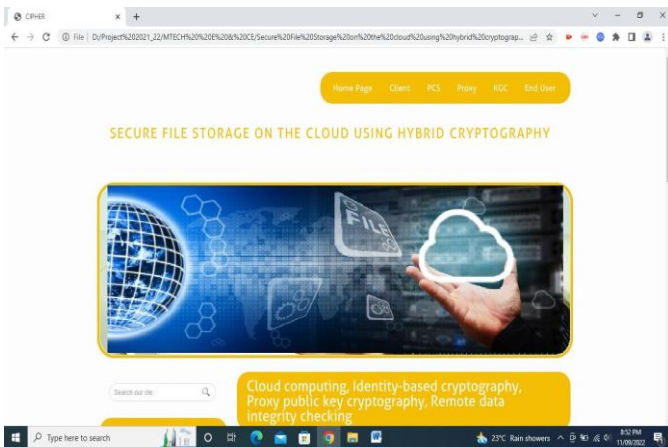 CIPHER
File | D:/Project%202021_22/MTECH%20%20E%20&%20CE/Secure%20File%20Storage%20on%20the%20cloud%20using%20hybrid%20cryptograp...
Home Page Client PCS Proxy KGC End User
SECURE FILE STORAGE ON THE CLOUD USING HYBRID CRYPTOGRAPHY
FILE
Search our site:
Cloud computing, Identity-based cryptography,
Proxy public key cryptography, Remote data
integrity checking
Type here to search
23°C Rain showers
8:52 PM
11/09/2022